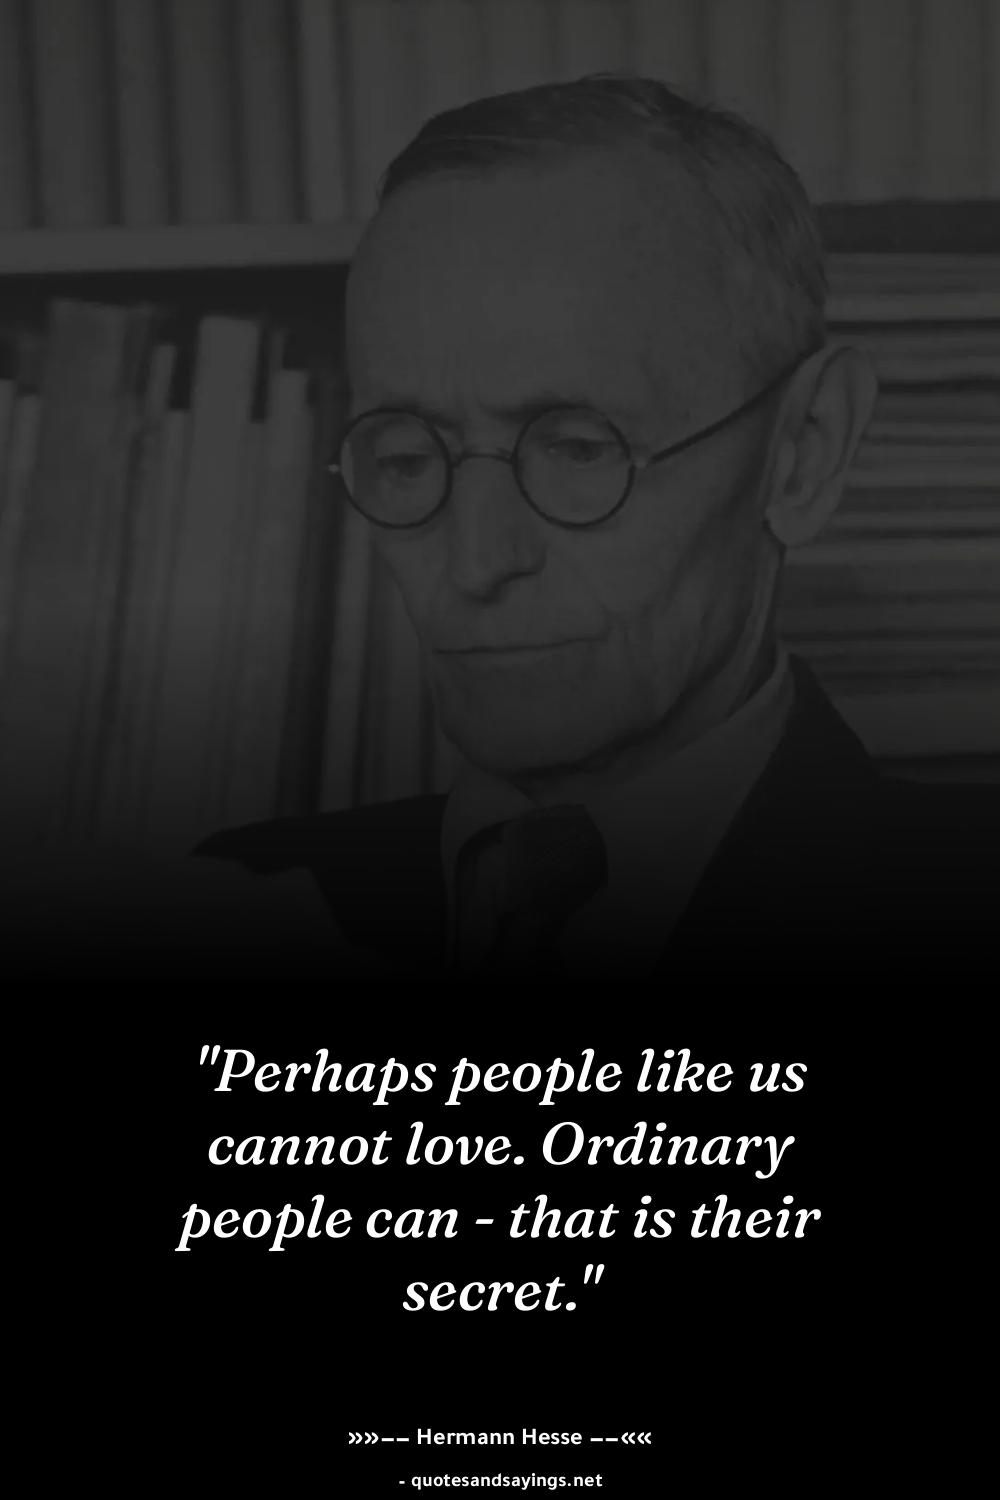 "Perhaps people like us
cannot love. Ordinary
people can - that is their
secret."
»»–– Hermann Hesse ––««
- quotesandsayings.net